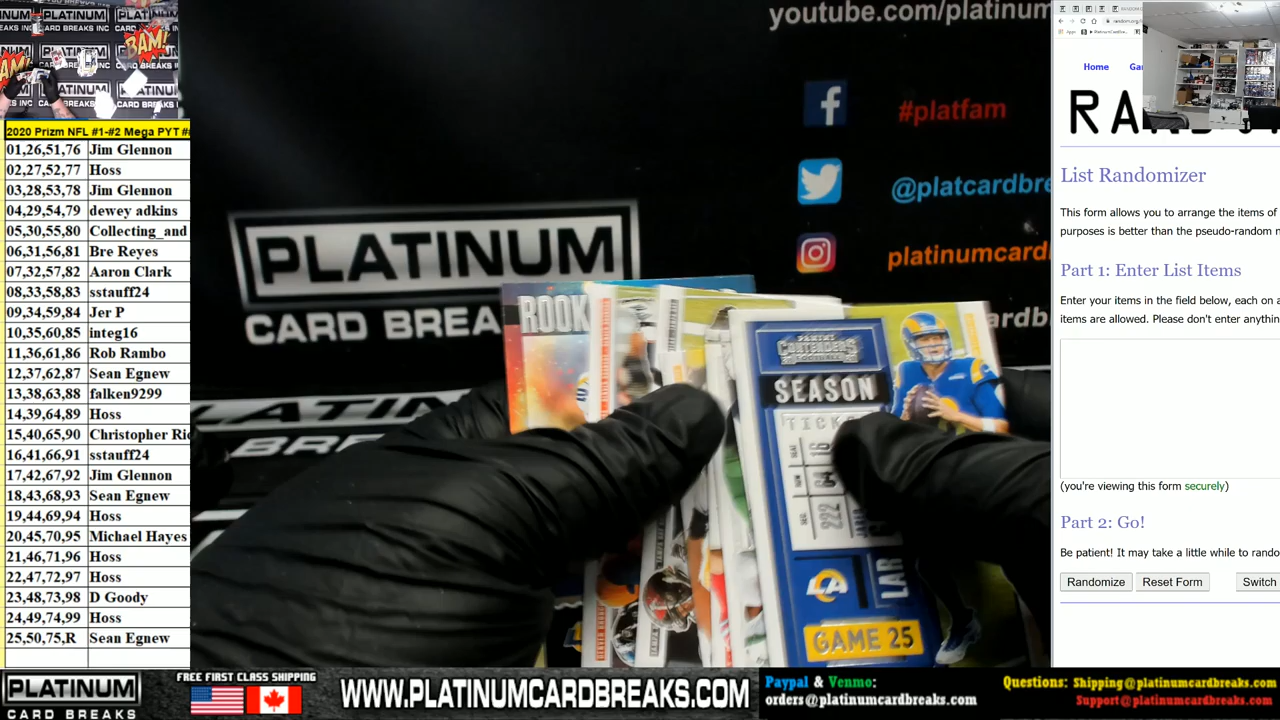 BAM!
PLATINUM
CARD BREAKS INC
2020 Prizm NFL #1-#2 Mega PYT #
01,26,51,76 Jim Glennon
02,27,52,77 Hoss
03,28,53,78 Jim Glennon
04,29,54,79 dewey adkins
05,30,55,80 Collecting_and
06,31,56,81 Bre Reyes
07,32,57,82 Aaron Clark
08,33,58,83 sstauff24
09,34,59,84 Jer P
10,35,60,85 integ16
11,36,61,86 Rob Rambo
12,37,62,87 Sean Egnew
13,38,63,88 falken9299
14,39,64,89 Hoss
15,40,65,90 Christopher Ric
16,41,66,91 sstauff24
17,42,67,92 Jim Glennon
18,43,68,93 Sean Egnew
19,44,69,94 Hoss
20,45,70,95 Michael Hayes
21,46,71,96 Hoss
22,47,72,97 Hoss
23,48,73,98 D Goody
24,49,74,99 Hoss
25,50,75,R Sean Egnew
youtube.com/platinum
#platfam
@platcardbre
platinumcard
ardb
PLATINUM
CARD BREAKS
ROOK
PANINI
CONTENDERS
FOOTBALL
SEASON
TICK
GAME 25
Home Ga
RA
List Randomizer
This form allows you to arrange the items of
purposes is better than the pseudo-random n
Part 1: Enter List Items
Enter your items in the field below, each on a
items are allowed. Please don't enter anythin
(you're viewing this form securely)
Part 2: Go!
Be patient! It may take a little while to rando
Randomize Reset Form Switch
PLATINUM
CARD BREAKS
FREE FIRST CLASS SHIPPING
WWW.PLATINUMCARDBREAKS.COM
Paypal & Venmo:
orders@platinumcardbreaks.com
Questions: Shipping@platinumcardbreaks.com
Support@platinumcardbreaks.com